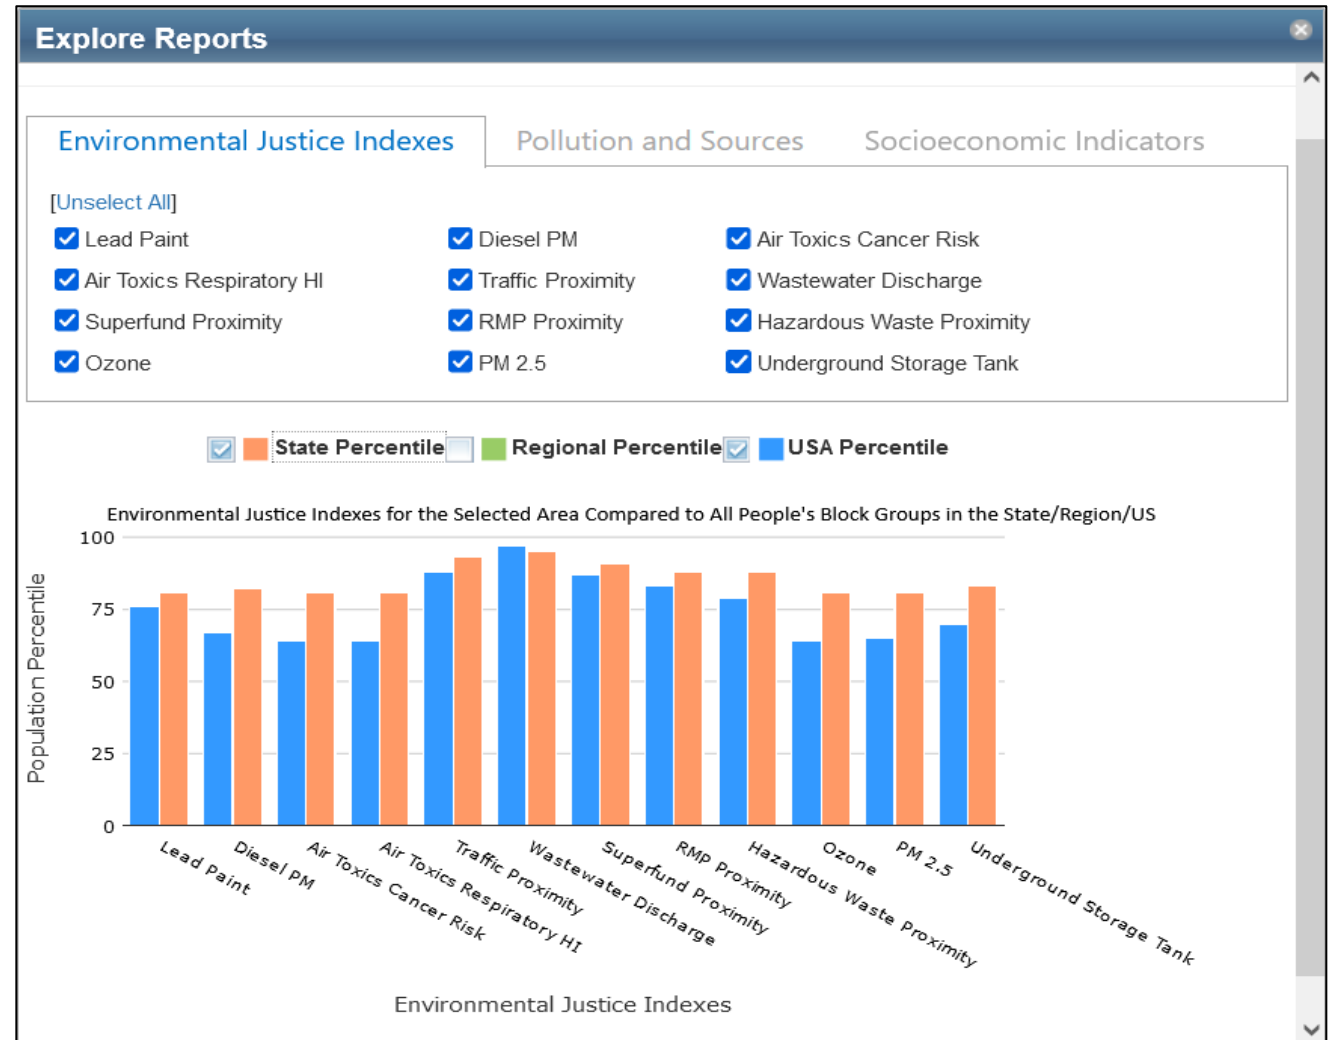 Explore Reports
Environmental Justice Indexes Pollution and Sources Socioeconomic Indicators
[Unselect All]
Lead Paint Diesel PM Air Toxics Cancer Risk
Air Toxics Respiratory HI Traffic Proximity Wastewater Discharge
Superfund Proximity RMP Proximity Hazardous Waste Proximity
Ozone PM 2.5 Underground Storage Tank
State Percentile Regional Percentile USA Percentile
Environmental Justice Indexes for the Selected Area Compared to All People's Block Groups in the State/Region/US
Population Percentile
100
75
50
25
0
Lead Paint
Diesel PM
Air Toxics Cancer Risk
Air Toxics Respiratory HI
Traffic Proximity
Wastewater Discharge
Superfund Proximity
RMP Proximity
Hazardous Waste Proximity
Ozone
PM 2.5
Underground Storage Tank
Environmental Justice Indexes